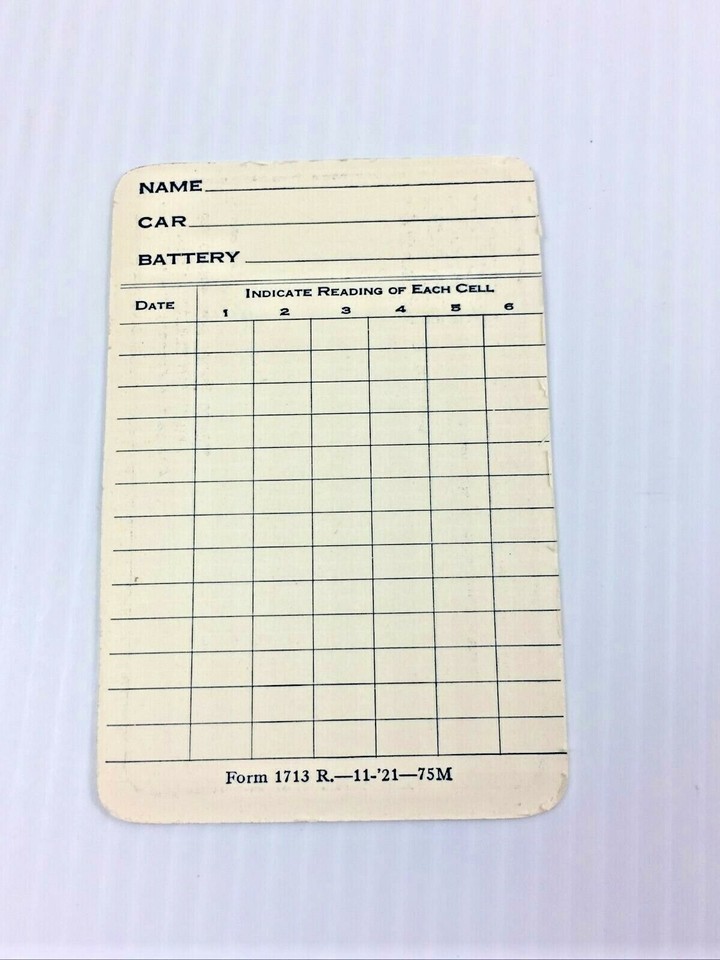 NAME
CAR
BATTERY
DATE
INDICATE READING OF EACH CELL
1 2 3 4 5 6
Form 1713 R.—11-'21—75M